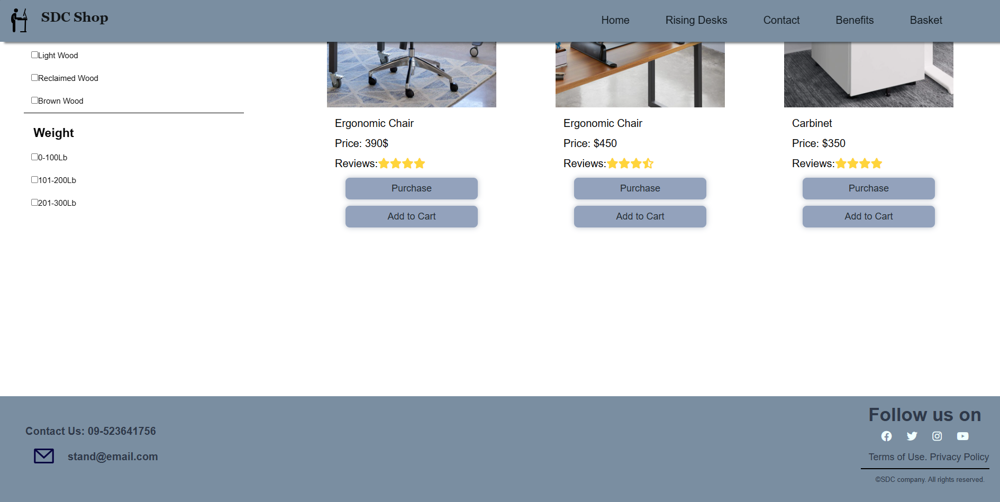 SDC Shop
Home
Rising Desks
Contact
Benefits
Basket
Light Wood
Reclaimed Wood
Brown Wood
Weight
0-100Lb
101-200Lb
201-300Lb
Ergonomic Chair
Price: 390$
Reviews:
Purchase
Add to Cart
Ergonomic Chair
Price: $450
Reviews:
Purchase
Add to Cart
Carbinet
Price: $350
Reviews:
Purchase
Add to Cart
Contact Us: 09-523641756
stand@email.com
Follow us on
Terms of Use. Privacy Policy
©SDC company. All rights reserved.